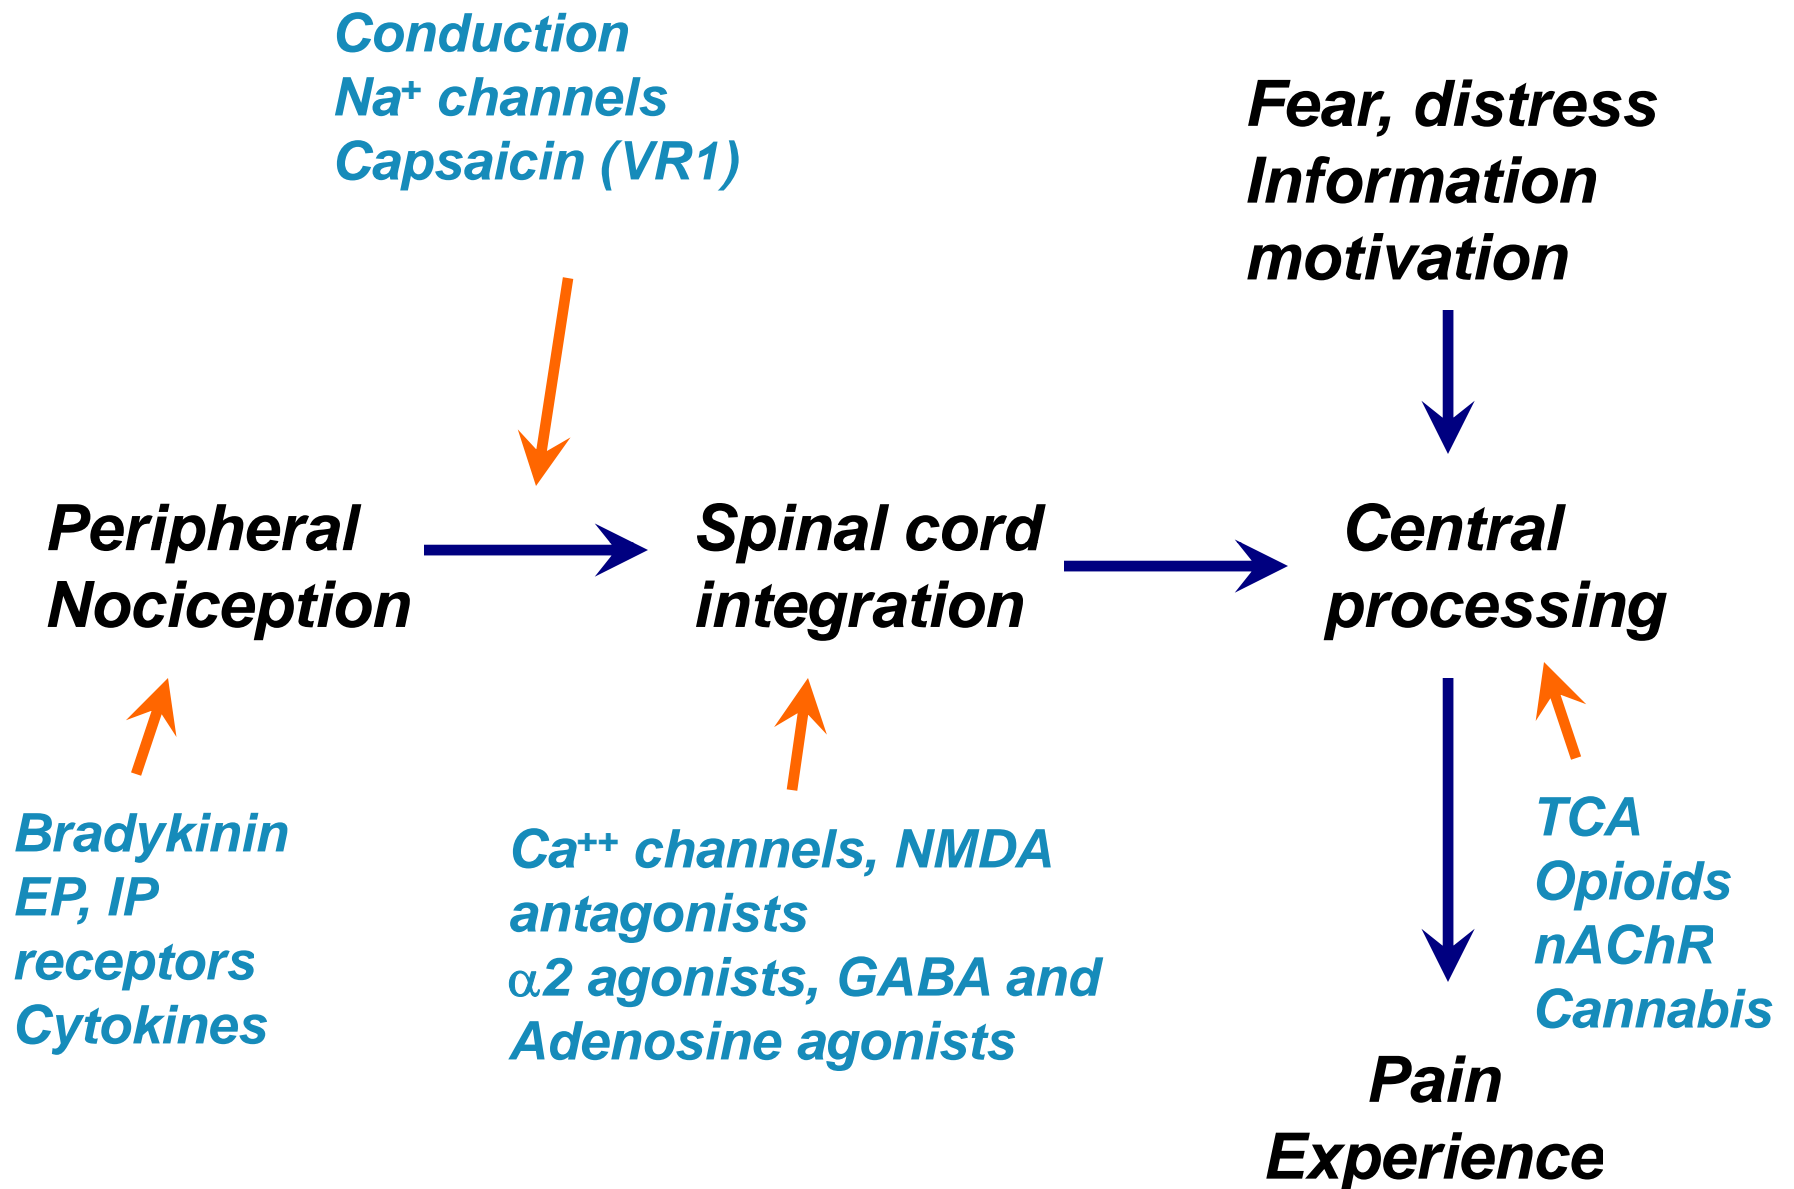 Conduction
Na⁺ channels
Capsaicin (VR1)
Fear, distress
Information
motivation
Peripheral
Nociception
Spinal cord
integration
Central
processing
Bradykinin
EP, IP
receptors
Cytokines
Ca⁺⁺ channels, NMDA
antagonists
α2 agonists, GABA and
Adenosine agonists
TCA
Opioids
nAChR
Cannabis
Pain
Experience